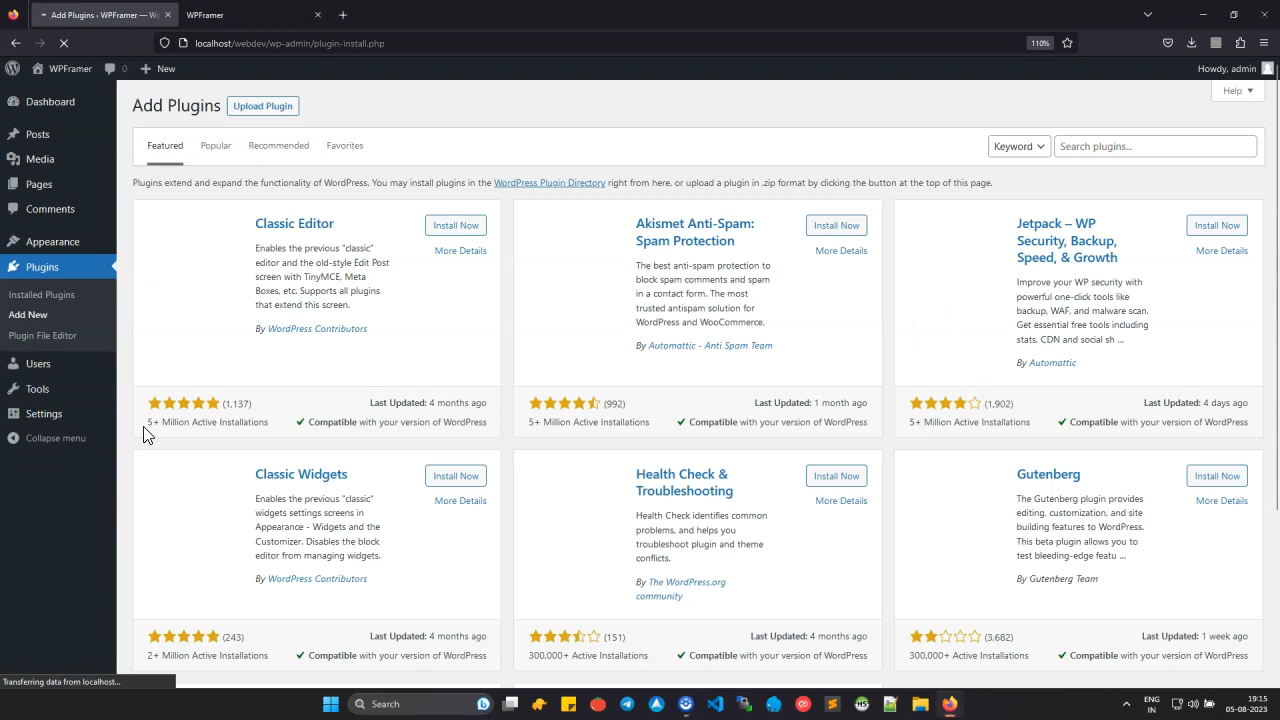 Add Plugins ‹ WPFramer — Wo
WPFramer
localhost/webdev/wp-admin/plugin-install.php
110%
WPFramer
0
New
Howdy, admin
Dashboard
Posts
Media
Pages
Comments
Appearance
Plugins
Installed Plugins
Add New
Plugin File Editor
Users
Tools
Settings
Collapse menu
Add Plugins
Upload Plugin
Help
Featured
Popular
Recommended
Favorites
Keyword
Search plugins...
Plugins extend and expand the functionality of WordPress. You may install plugins in the WordPress Plugin Directory right from here, or upload a plugin in .zip format by clicking the button at the top of this page.
Classic Editor
Install Now
More Details
Enables the previous "classic"
editor and the old-style Edit Post
screen with TinyMCE, Meta
Boxes, etc. Supports all plugins
that extend this screen.
By WordPress Contributors
(1,137)
Last Updated: 4 months ago
5+ Million Active Installations
Compatible with your version of WordPress
Akismet Anti-Spam:
Spam Protection
Install Now
More Details
The best anti-spam protection to
block spam comments and spam
in a contact form. The most
trusted antispam solution for
WordPress and WooCommerce.
By Automattic - Anti Spam Team
(992)
Last Updated: 1 month ago
5+ Million Active Installations
Compatible with your version of WordPress
Jetpack – WP
Security, Backup,
Speed, & Growth
Install Now
More Details
Improve your WP security with
powerful one-click tools like
backup, WAF, and malware scan.
Get essential free tools including
stats, CDN and social sh ...
By Automattic
(1,902)
Last Updated: 4 days ago
5+ Million Active Installations
Compatible with your version of WordPress
Classic Widgets
Install Now
More Details
Enables the previous "classic"
widgets settings screens in
Appearance - Widgets and the
Customizer. Disables the block
editor from managing widgets.
By WordPress Contributors
(243)
Last Updated: 4 months ago
2+ Million Active Installations
Compatible with your version of WordPress
Health Check &
Troubleshooting
Install Now
More Details
Health Check identifies common
problems, and helps you
troubleshoot plugin and theme
conflicts.
By The WordPress.org
community
(151)
Last Updated: 4 months ago
300,000+ Active Installations
Compatible with your version of WordPress
Gutenberg
Install Now
More Details
The Gutenberg plugin provides
editing, customization, and site
building features to WordPress.
This beta plugin allows you to
test bleeding-edge featu ...
By Gutenberg Team
(3,682)
Last Updated: 1 week ago
300,000+ Active Installations
Compatible with your version of WordPress
Transferring data from localhost...
Search
HS
ENG
IN
19:15
05-08-2023